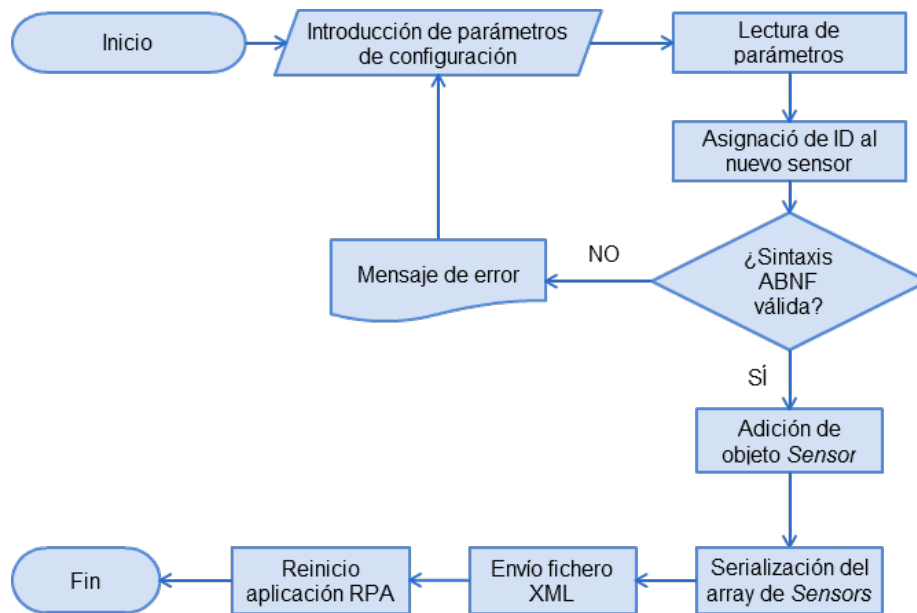 Inicio
Introducción de parámetros
de configuración
Lectura de
parámetros
Asignació de ID al
nuevo sensor
¿Sintaxis
ABNF
válida?
NO
Mensaje de error
SÍ
Adición de
objeto Sensor
Serialización del
array de Sensors
Envío fichero
XML
Reinicio
aplicación RPA
Fin